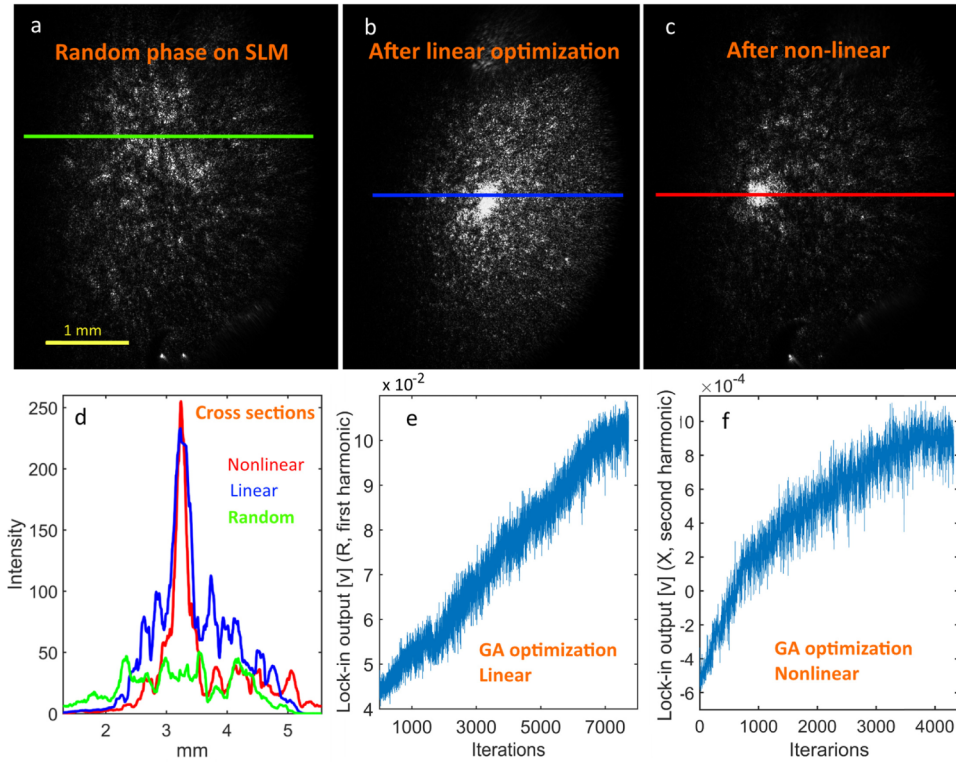 a
Random phase on SLM
1 mm
b
After linear optimization
c
After non-linear
d
Cross sections
Nonlinear
Linear
Random
Intensity
250
200
150
100
50
0
2
3
4
5
mm
x 10-2
e
Lock-in output [v] (R, first harmonic)
10
9
8
7
6
5
4
GA optimization
Linear
1000
3000
5000
7000
Iterations
×10-4
f
Lock-in output [v] (X, second harmonic)
10
8
6
4
2
-0
-2
-4
-6
GA optimization
Nonlinear
0
1000
2000
3000
4000
Iterarions